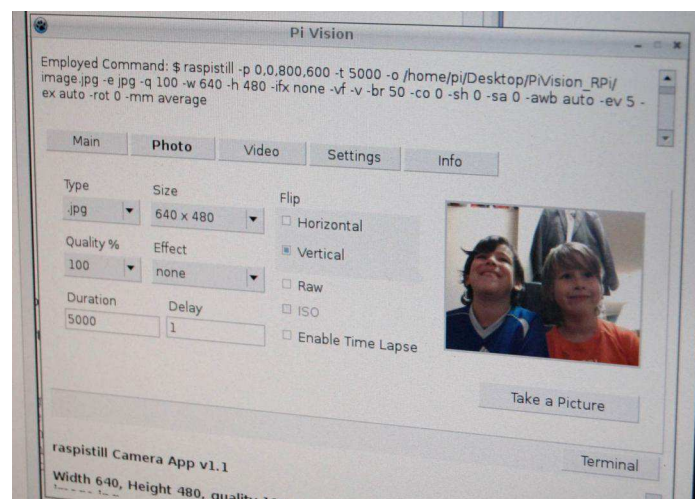 Pi Vision
Employed Command: $ raspistill -p 0,0,800,600 -t 5000 -o /home/pi/Desktop/PiVision_RPi/
image.jpg -e jpg -q 100 -w 640 -h 480 -ifx none -vf -v -br 50 -co 0 -sh 0 -sa 0 -awb auto -ev 5 -
ex auto -rot 0 -mm average
Main Photo Video Settings Info
Type Size Flip
.jpg 640 x 480 Horizontal
Quality % Effect Vertical
100 none Raw
Duration Delay ISO
5000 1 Enable Time Lapse
Take a Picture
Terminal
raspistill Camera App v1.1
Width 640, Height 480, quality